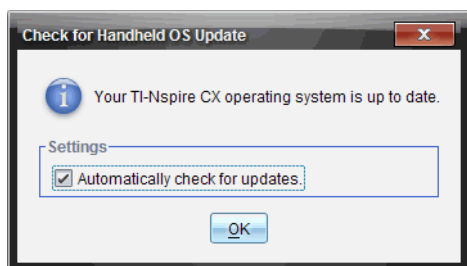 Check for Handheld OS Update
Your TI-Nspire CX operating system is up to date.
Settings
Automatically check for updates.
OK